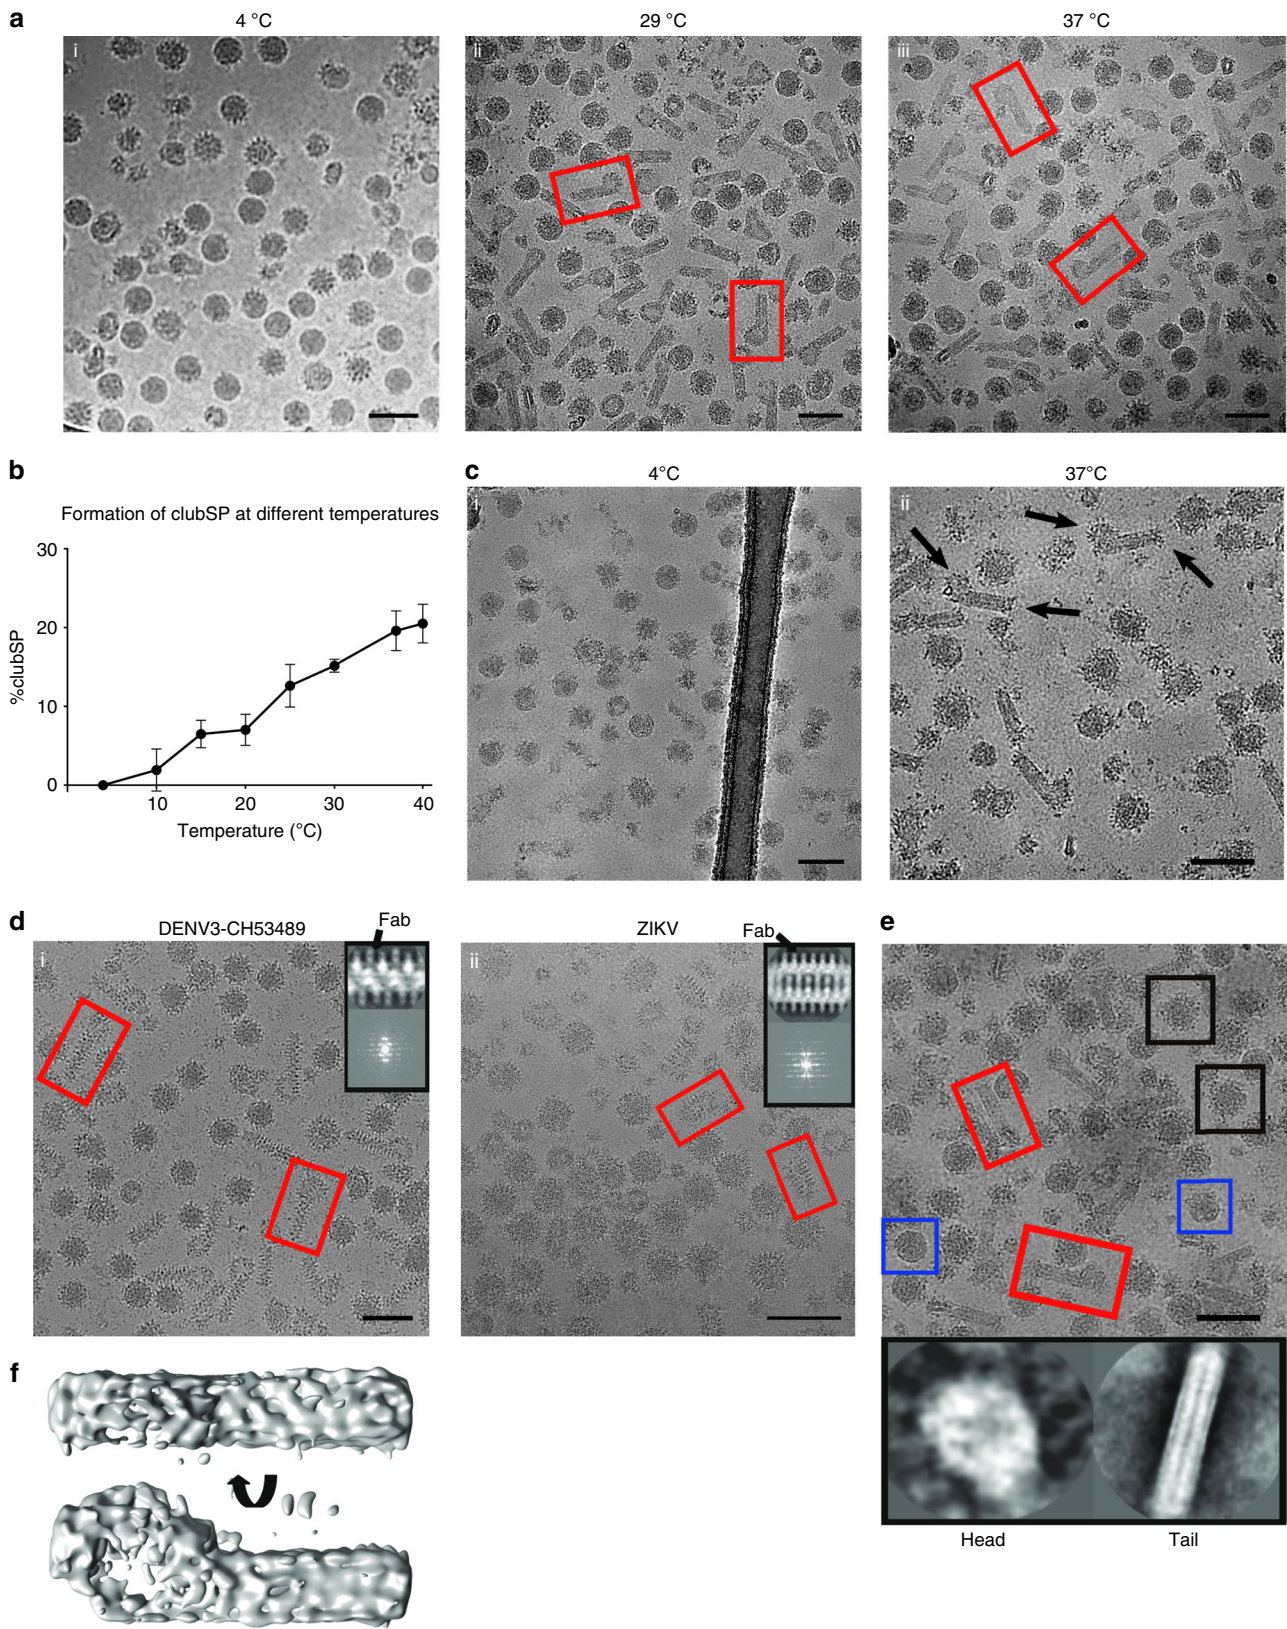 a
4 °C
29 °C
37 °C
i
ii
iii
b
Formation of clubSP at different temperatures
30
20
10
0
%clubSP
10
20
30
40
Temperature (°C)
c
4°C
37°C
i
ii
d
DENV3-CH53489
Fab
ZIKV
Fab
i
ii
e
Head
Tail
f